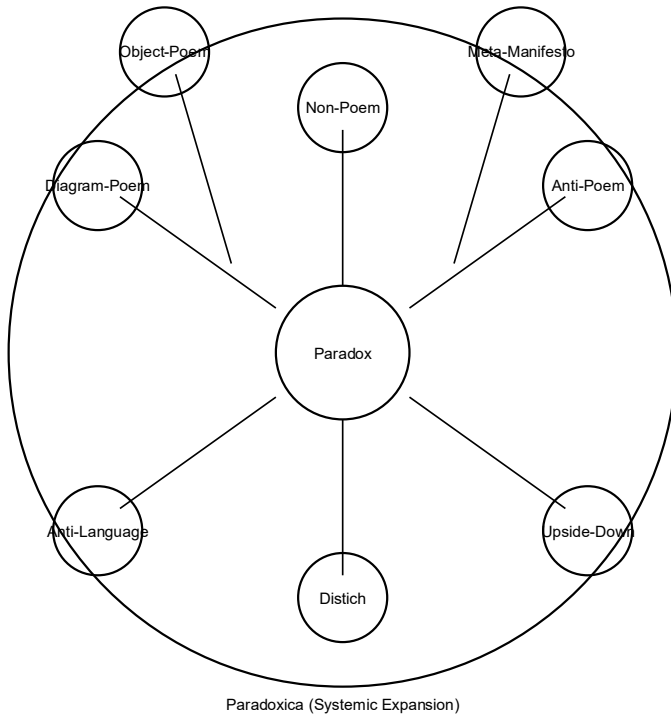 Object-Poem
Meta-Manifesto
Non-Poem
Diagram-Poem
Anti-Poem
Paradox
Anti-Language
Upside-Down
Distich
Paradoxica (Systemic Expansion)